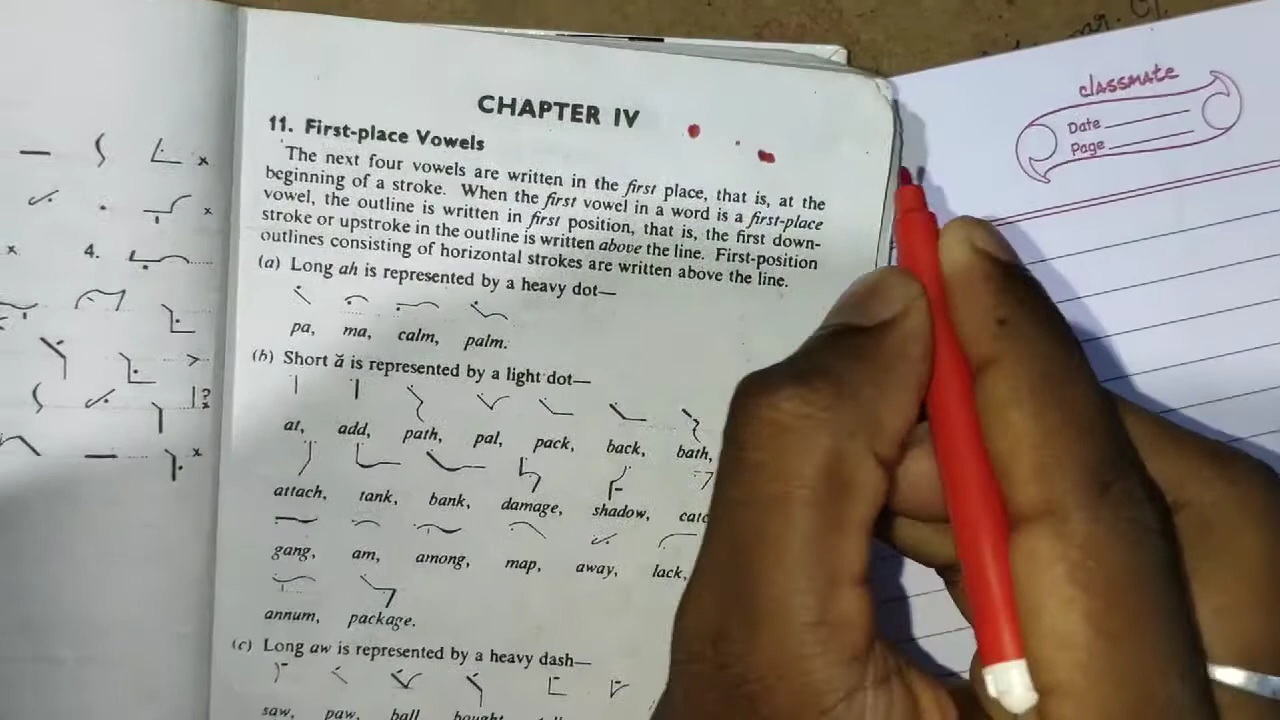 CHAPTER IV
11. First-place Vowels
The next four vowels are written in the first place, that is, at the
beginning of a stroke. When the first vowel in a word is a first-place
vowel, the outline is written in first position, that is, the first down-
stroke or upstroke in the outline is written above the line. First-position
outlines consisting of horizontal strokes are written above the line.
(a) Long ah is represented by a heavy dot—
pa, ma, calm, palm.
(b) Short ă is represented by a light dot—
at, add, path, pal, pack, back, bath,
attach, tank, bank, damage, shadow,
gang, am, among, map, away, lack,
annum, package.
(c) Long aw is represented by a heavy dash—
saw, paw, ball, bought,
4.
classmate
Date
Page